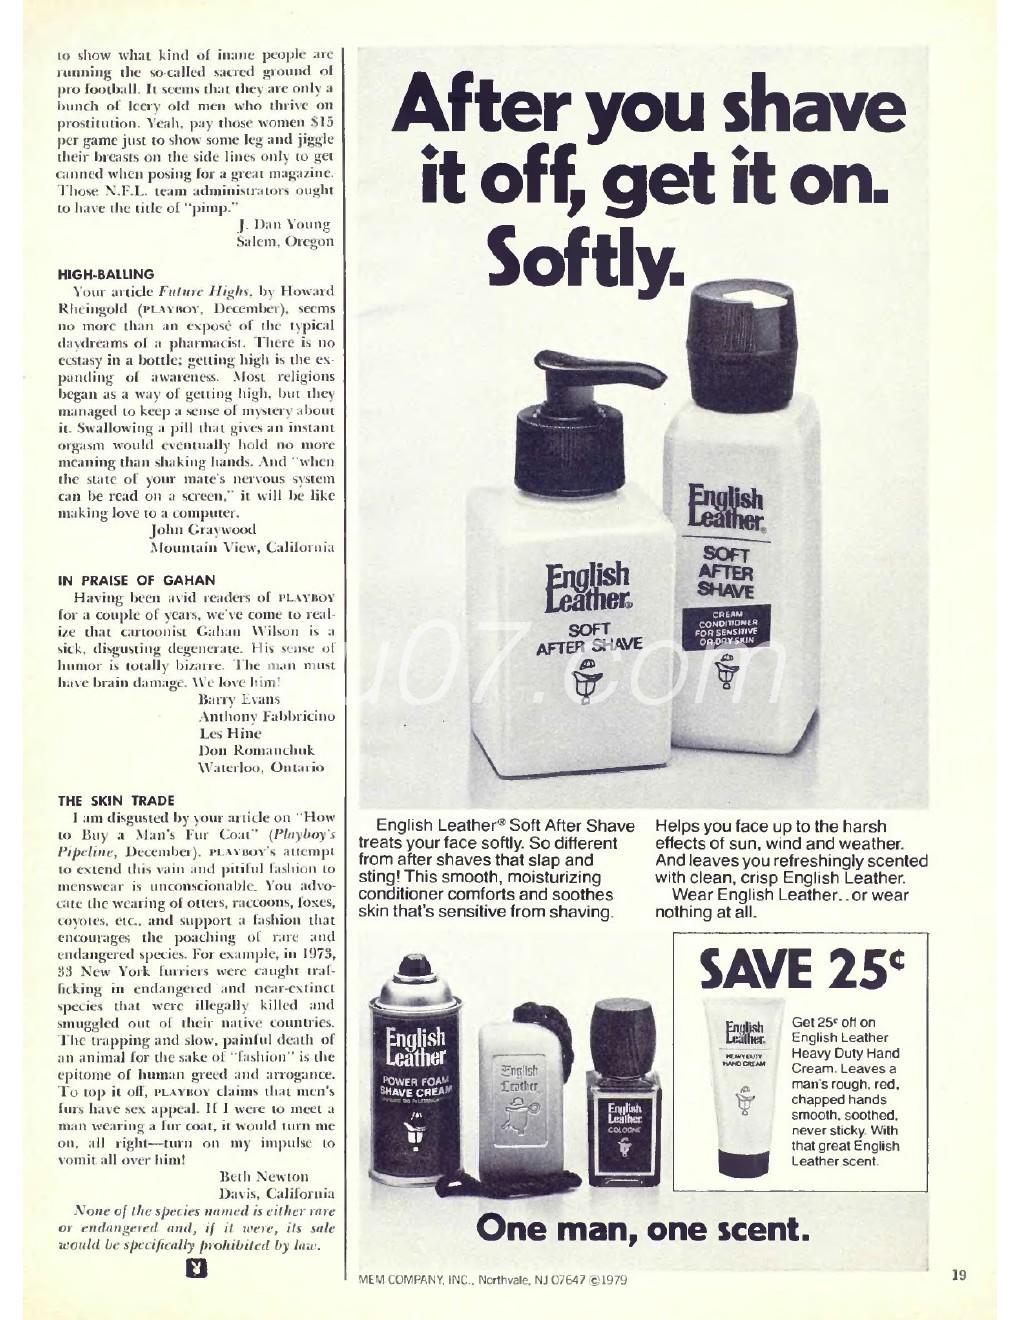 to show what kind of inane people are
running the so-called sacred ground of
pro football. It seems that they are only a
bunch of leery old men who thrive on
prostitution. Yeah, pay those women $15
per game just to show some leg and jiggle
their breasts on the side lines only to get
canned when posing for a great magazine.
Those N.F.L. team administrators ought
to have the title of "pimp."
J. Dan Young
Salem, Oregon
HIGH-BALLING
Your article Future Highs, by Howard
Rheingold (PLAYBOY, December), seems
no more than an exposé of the typical
daydreams of a pharmacist. There is no
ecstasy in a bottle; getting high is the ex-
panding of awareness. Most religions
began as a way of getting high, but they
managed to keep a sense of mystery about
it. Swallowing a pill that gives an instant
orgasm would eventually hold no more
meaning than shaking hands. And "when
the state of your mate's nervous system
can be read on a screen," it will be like
making love to a computer.
John Graywood
Mountain View, California
IN PRAISE OF GAHAN
Having been avid readers of PLAYBOY
for a couple of years, we've come to real-
ize that cartoonist Gahan Wilson is a
sick, disgusting degenerate. His sense of
humor is totally bizarre. The man must
have brain damage. We love him!
Barry Evans
Anthony Fabbricino
Les Hine
Don Romanchuk
Waterloo, Ontario
THE SKIN TRADE
I am disgusted by your article on "How
to Buy a Man's Fur Coat" (Playboy's
Pipeline, December). PLAYBOY'S attempt
to extend this vain and pitiful fashion to
menswear is unconscionable. You advo-
cate the wearing of otters, raccoons, foxes,
coyotes, etc., and support a fashion that
encourages the poaching of rare and
endangered species. For example, in 1973,
33 New York furriers were caught traf-
ficking in endangered and near-extinct
species that were illegally killed and
smuggled out of their native countries.
The trapping and slow, painful death of
an animal for the sake of "fashion" is the
epitome of human greed and arrogance.
To top it off, PLAYBOY claims that men's
furs have sex appeal. If I were to meet a
man wearing a fur coat, it would turn me
on, all right—turn on my impulse to
vomit all over him!
Beth Newton
Davis, California
None of the species named is either rare
or endangered and, if it were, its sale
would be specifically prohibited by law.
After you shave
it off, get it on.
Softly.
English
Leather®
SOFT
AFTER SHAVE
English
Leather®
SOFT
AFTER
SHAVE
CREAM
CONDITIONER
FOR SENSITIVE
OR DRY SKIN
u07.com
English Leather® Soft After Shave
treats your face softly. So different
from after shaves that slap and
sting! This smooth, moisturizing
conditioner comforts and soothes
skin that's sensitive from shaving.
Helps you face up to the harsh
effects of sun, wind and weather.
And leaves you refreshingly scented
with clean, crisp English Leather.
Wear English Leather...or wear
nothing at all.
English
Leather
POWER FOAM
SHAVE CREAM
English
Leather
English
Leather
COLOGNE
SAVE 25¢
English
Leather
HEAVY DUTY
HAND CREAM
Get 25¢ off on
English Leather
Heavy Duty Hand
Cream. Leaves a
man's rough, red,
chapped hands
smooth, soothed,
never sticky. With
that great English
Leather scent.
One man, one scent.
MEM COMPANY, INC., Northvale, NJ 07647 ©1979
19